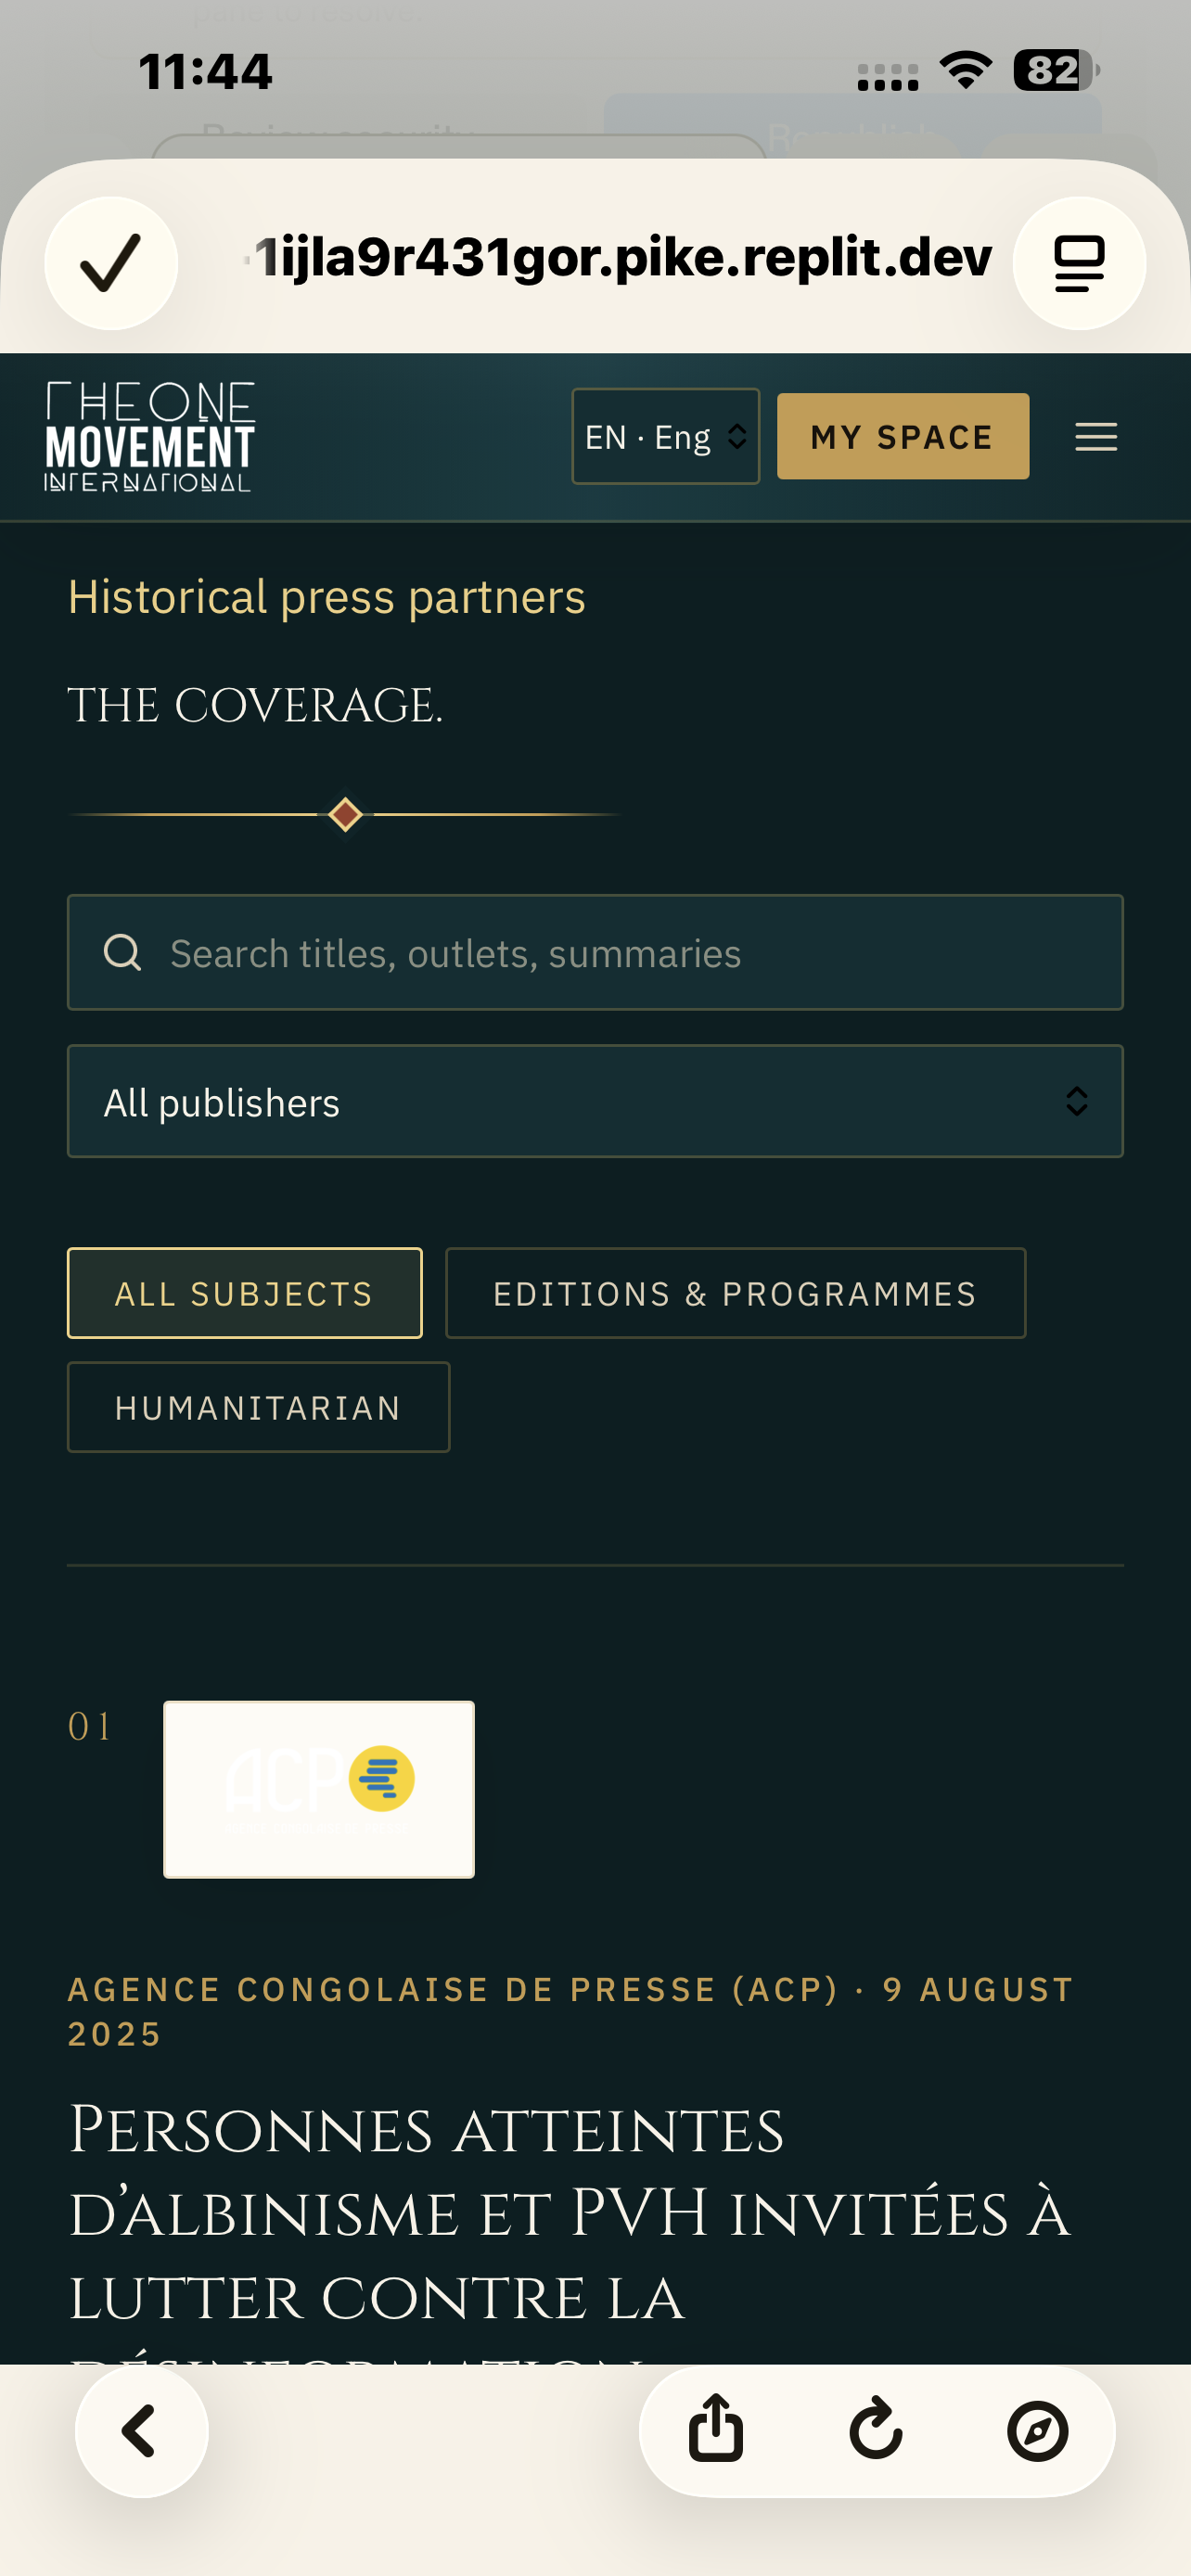 11:44
82
1ijla9r431gor.pike.replit.dev
THE ONE
MOVEMENT
INTERNATIONAL
EN · Eng
MY SPACE
Historical press partners
THE COVERAGE.
Search titles, outlets, summaries
All publishers
ALL SUBJECTS
EDITIONS & PROGRAMMES
HUMANITARIAN
01
ACP
AGENCE CONGOLAISE DE PRESSE (ACP) · 9 AUGUST
2025
PERSONNES ATTEINTES
D’ALBINISME ET PVH INVITÉES À
LUTTER CONTRE LA